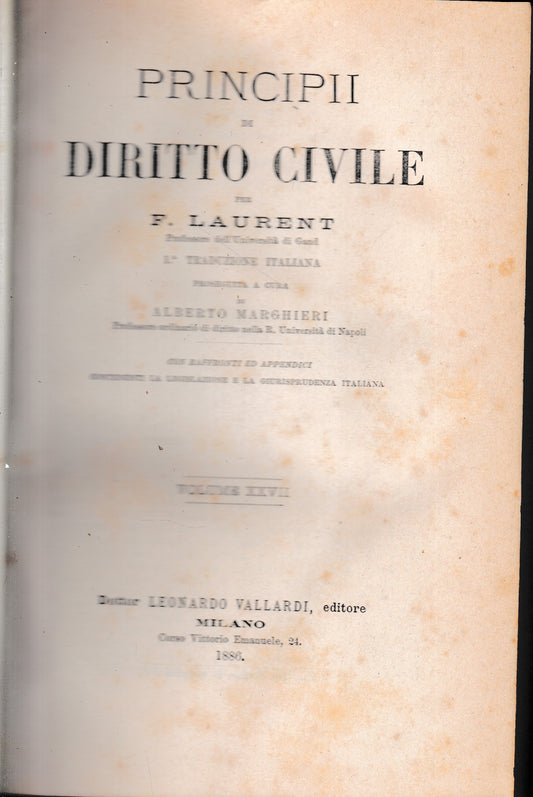 PRINCIPII
DI
DIRITTO CIVILE
PER
F. LAURENT
Professore dell'Università di Gand
TRADUZIONE ITALIANA
PROSEGUITA A CURA
DI
ALBERTO MARGHIERI
Professore ordinario di diritto nella R. Università di Napoli
CON RAFFRONTI ED APPENDICI
CONTENENTI LA LEGISLAZIONE E LA GIURISPRUDENZA ITALIANA
VOLUME XXVII
Dottor LEONARDO VALLARDI, editore
MILANO
Corso Vittorio Emanuele, 24.
1886.